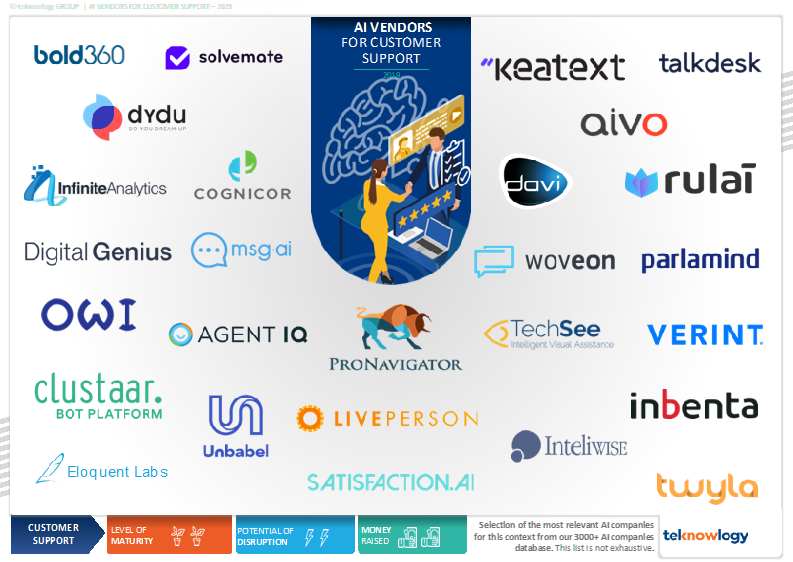 © teknowlogy GROUP | AI VENDORS FOR CUSTOMER SUPPORT – 2019
AI VENDORS
FOR CUSTOMER
SUPPORT
2019
bold360
solvemate
keatext
talkdesk
dydu
DO YOU DREAM UP
aivo
InfiniteAnalytics
COGNICOR
davi
rulai
Digital Genius
msg.ai
woveon
parlamind
OWI
AGENT IQ
PRONAVIGATOR
TechSee
Intelligent Visual Assistance
VERINT.
clustaar.
BOT PLATFORM
Unbabel
LIVEPERSON
inbenta
Inteliwise
Eloquent Labs
SATISFACTION.AI
twyla
CUSTOMER
SUPPORT
LEVEL OF
MATURITY
POTENTIAL OF
DISRUPTION
MONEY
RAISED
Selection of the most relevant AI companies
for this context from our 3000+ AI companies
database. This list is not exhaustive.
teknowlogy